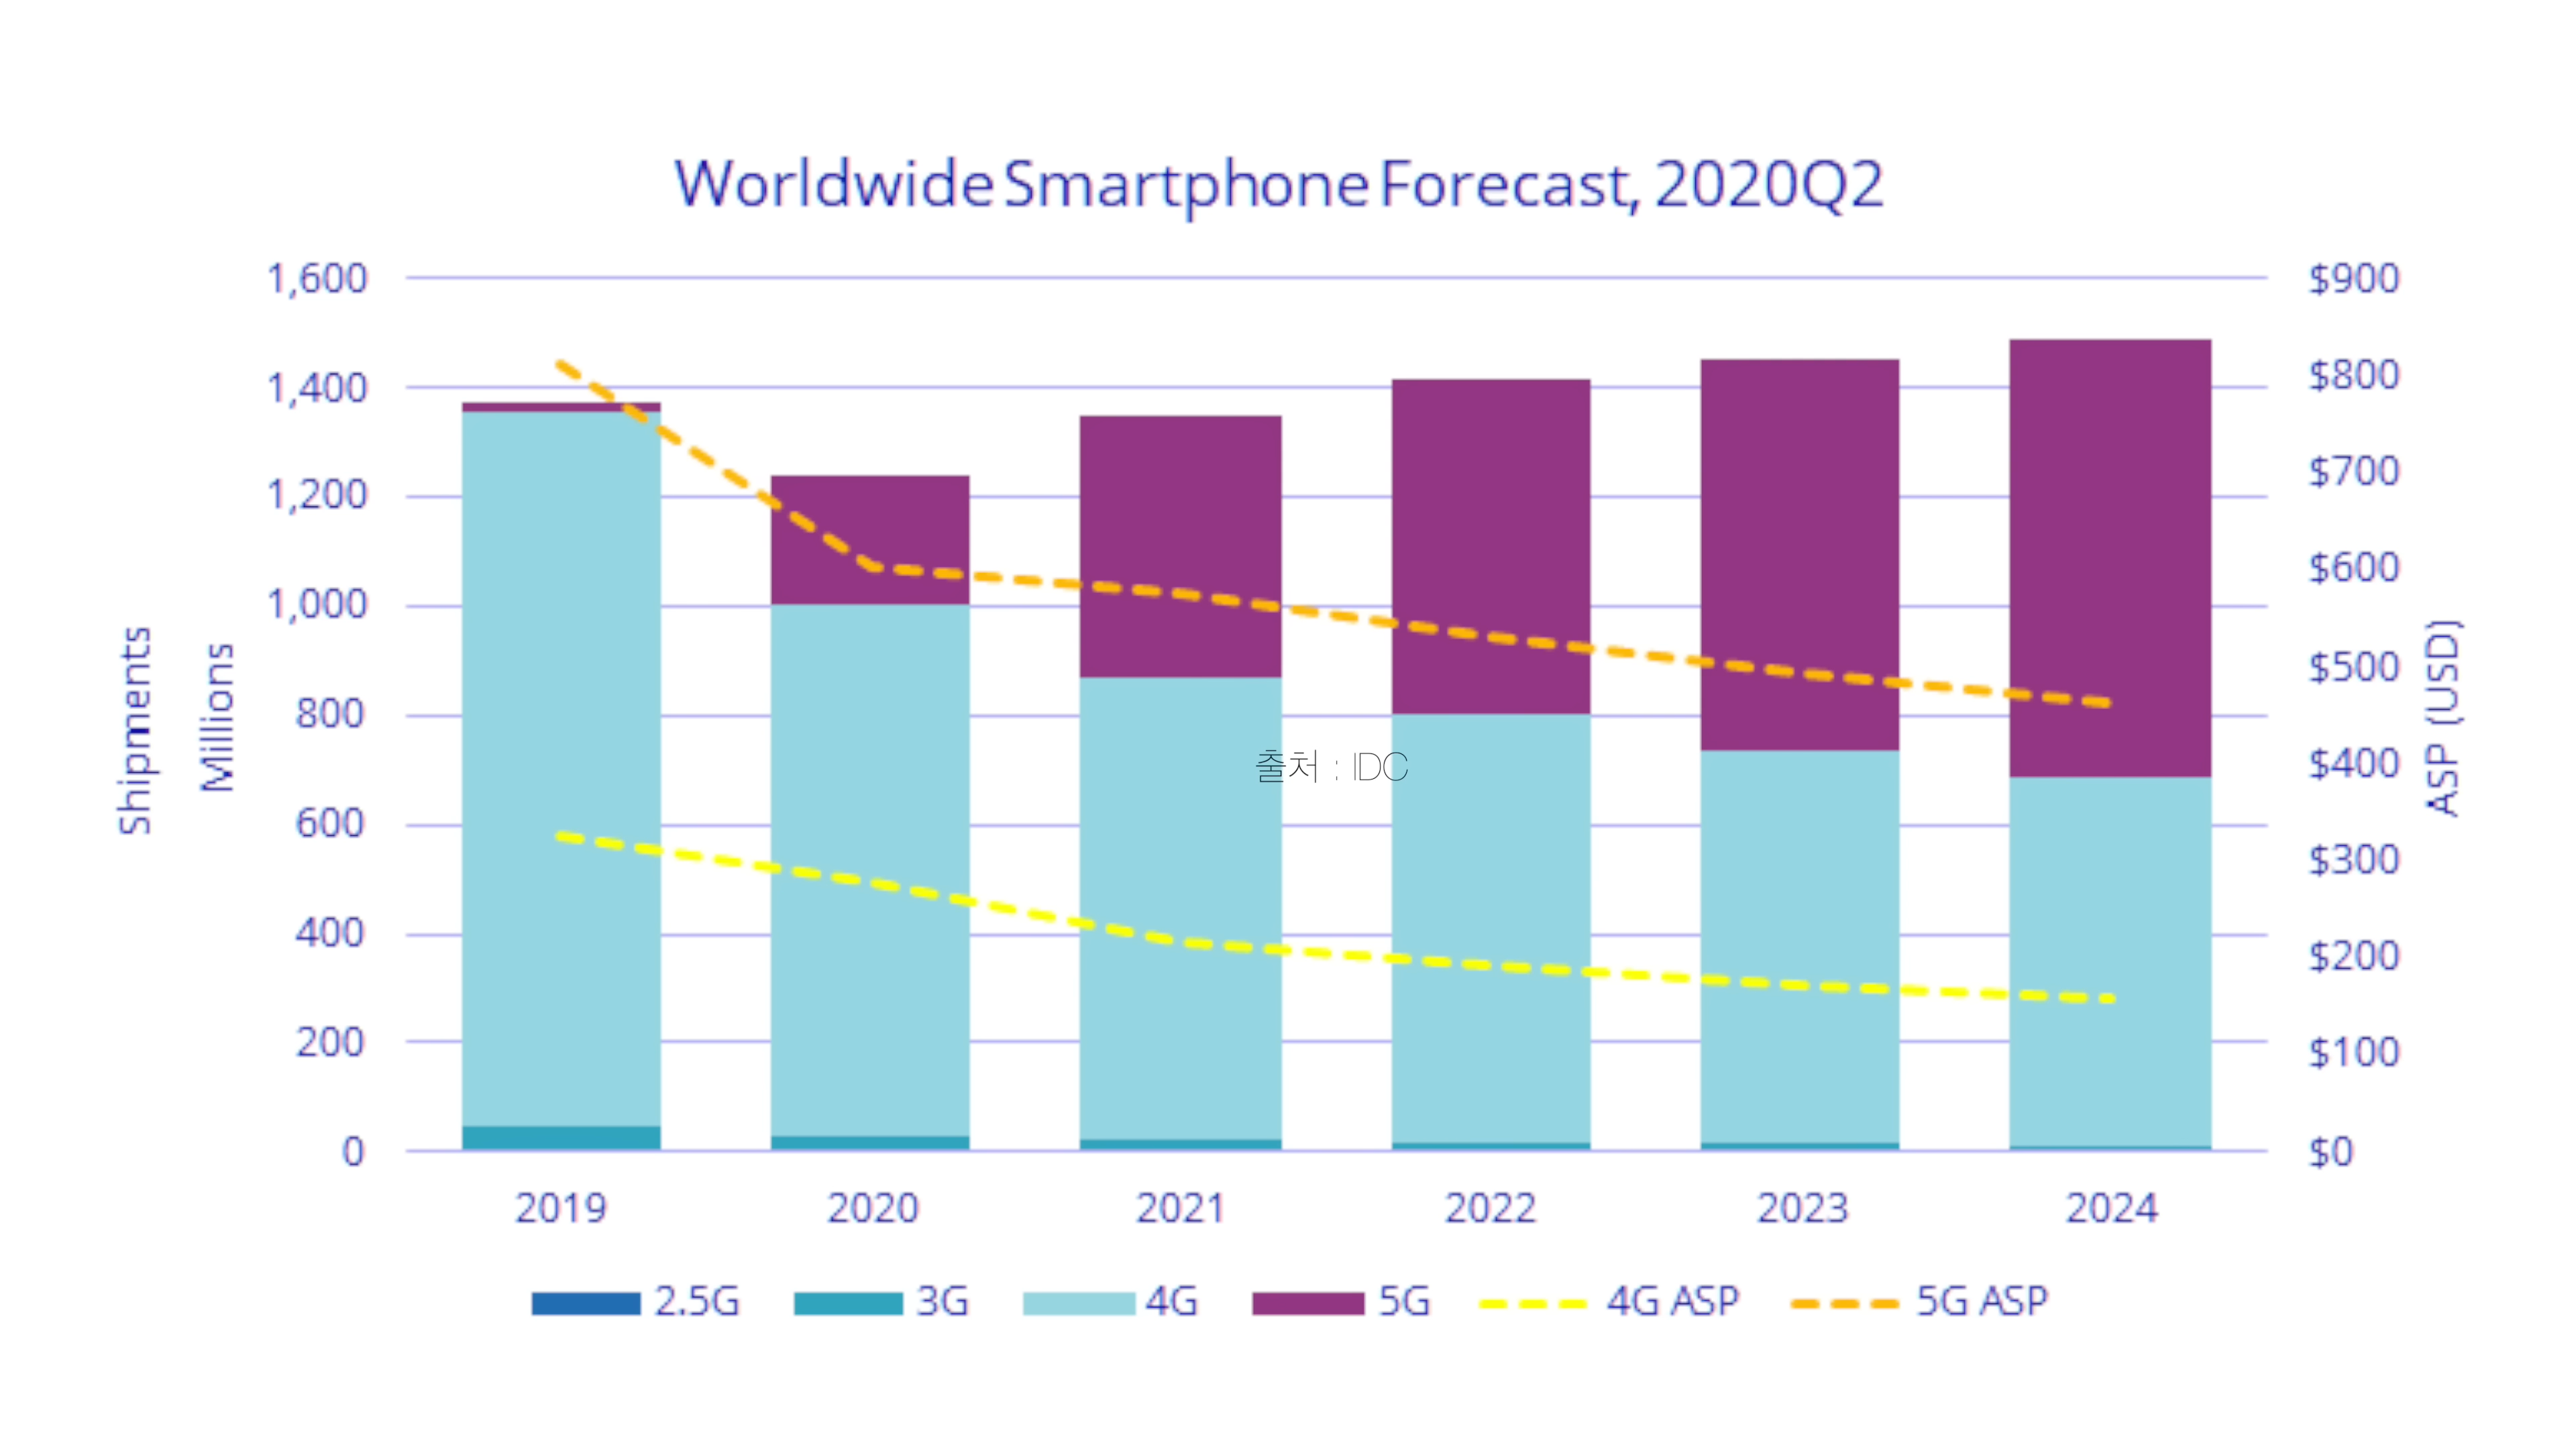 Worldwide Smartphone Forecast, 2020Q2
Shipments
Millions
1,600
1,400
1,200
1,000
800
600
400
200
0
$900
$800
$700
$600
$500
$400
$300
$200
$100
$0
ASP (USD)
출처 : IDC
2019 2020 2021 2022 2023 2024
2.5G 3G 4G 5G 4G ASP 5G ASP